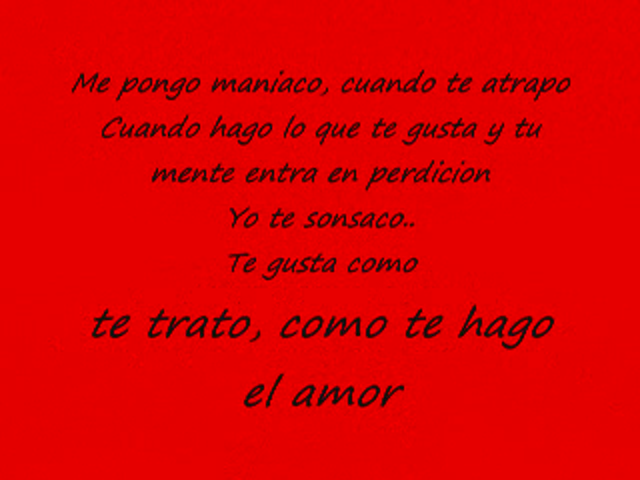 Me pongo maniaco, cuando te atrapo
Cuando hago lo que te gusta y tu
mente entra en perdicion
Yo te sonsaco..
Te gusta como
te trato, como te hago
el amor